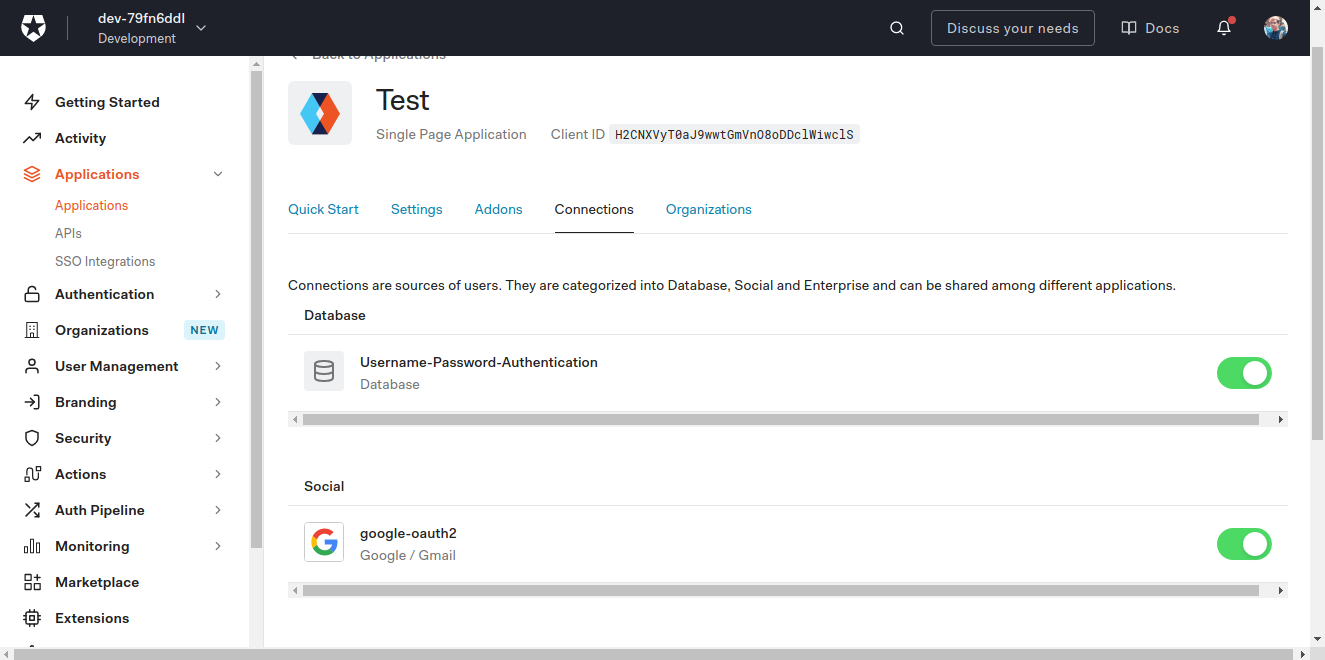 dev-79fn6ddl
Development
Discuss your needs
Docs
Getting Started
Activity
Applications
Applications
APIs
SSO Integrations
Authentication
Organizations NEW
User Management
Branding
Security
Actions
Auth Pipeline
Monitoring
Marketplace
Extensions
Back to Applications
Test
Single Page Application
Client ID H2CNXVyT0aJ9wwtGmVnO8oDDclWiwclS
Quick Start Settings Addons Connections Organizations
Connections are sources of users. They are categorized into Database, Social and Enterprise and can be shared among different applications.
Database
Username-Password-Authentication
Database
Social
google-oauth2
Google / Gmail